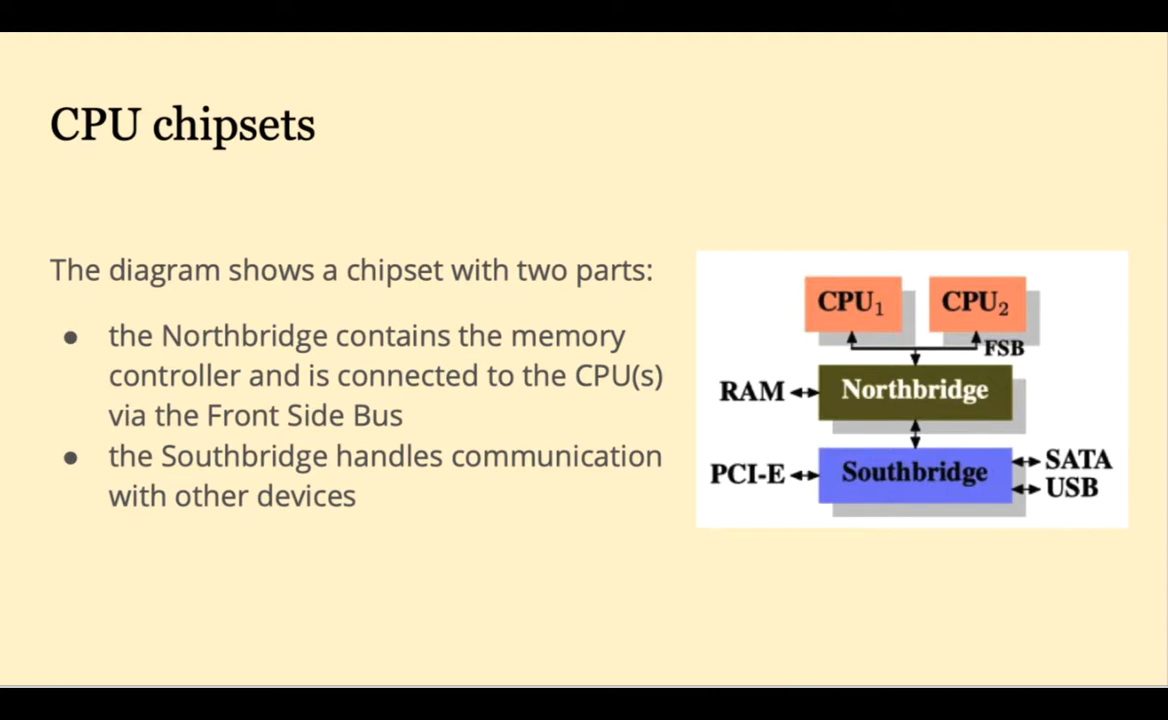 CPU chipsets
The diagram shows a chipset with two parts:
● the Northbridge contains the memory
controller and is connected to the CPU(s)
via the Front Side Bus
● the Southbridge handles communication
with other devices
CPU₁ CPU₂
FSB
RAM Northbridge
PCI-E Southbridge SATA
USB